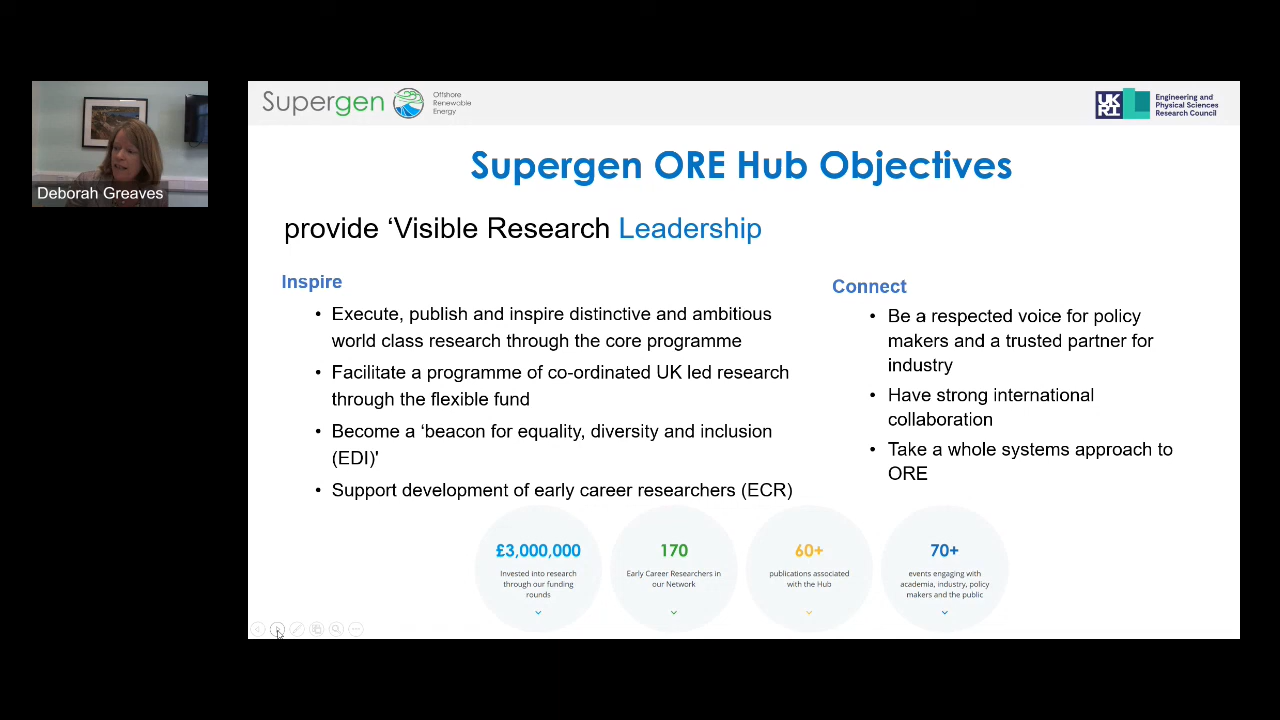 Deborah Greaves
Supergen
Offshore
Renewable
Energy
UK
RI
Engineering and
Physical Sciences
Research Council
Supergen ORE Hub Objectives
provide ‘Visible Research Leadership
Inspire
• Execute, publish and inspire distinctive and ambitious
world class research through the core programme
• Facilitate a programme of co-ordinated UK led research
through the flexible fund
• Become a ‘beacon for equality, diversity and inclusion
(EDI)'
• Support development of early career researchers (ECR)
Connect
• Be a respected voice for policy
makers and a trusted partner for
industry
• Have strong international
collaboration
• Take a whole systems approach to
ORE
£3,000,000
Invested into research
through our funding
rounds
170
Early Career Researchers in
our Network
60+
publications associated
with the Hub
70+
events engaging with
academia, industry, policy
makers and the public